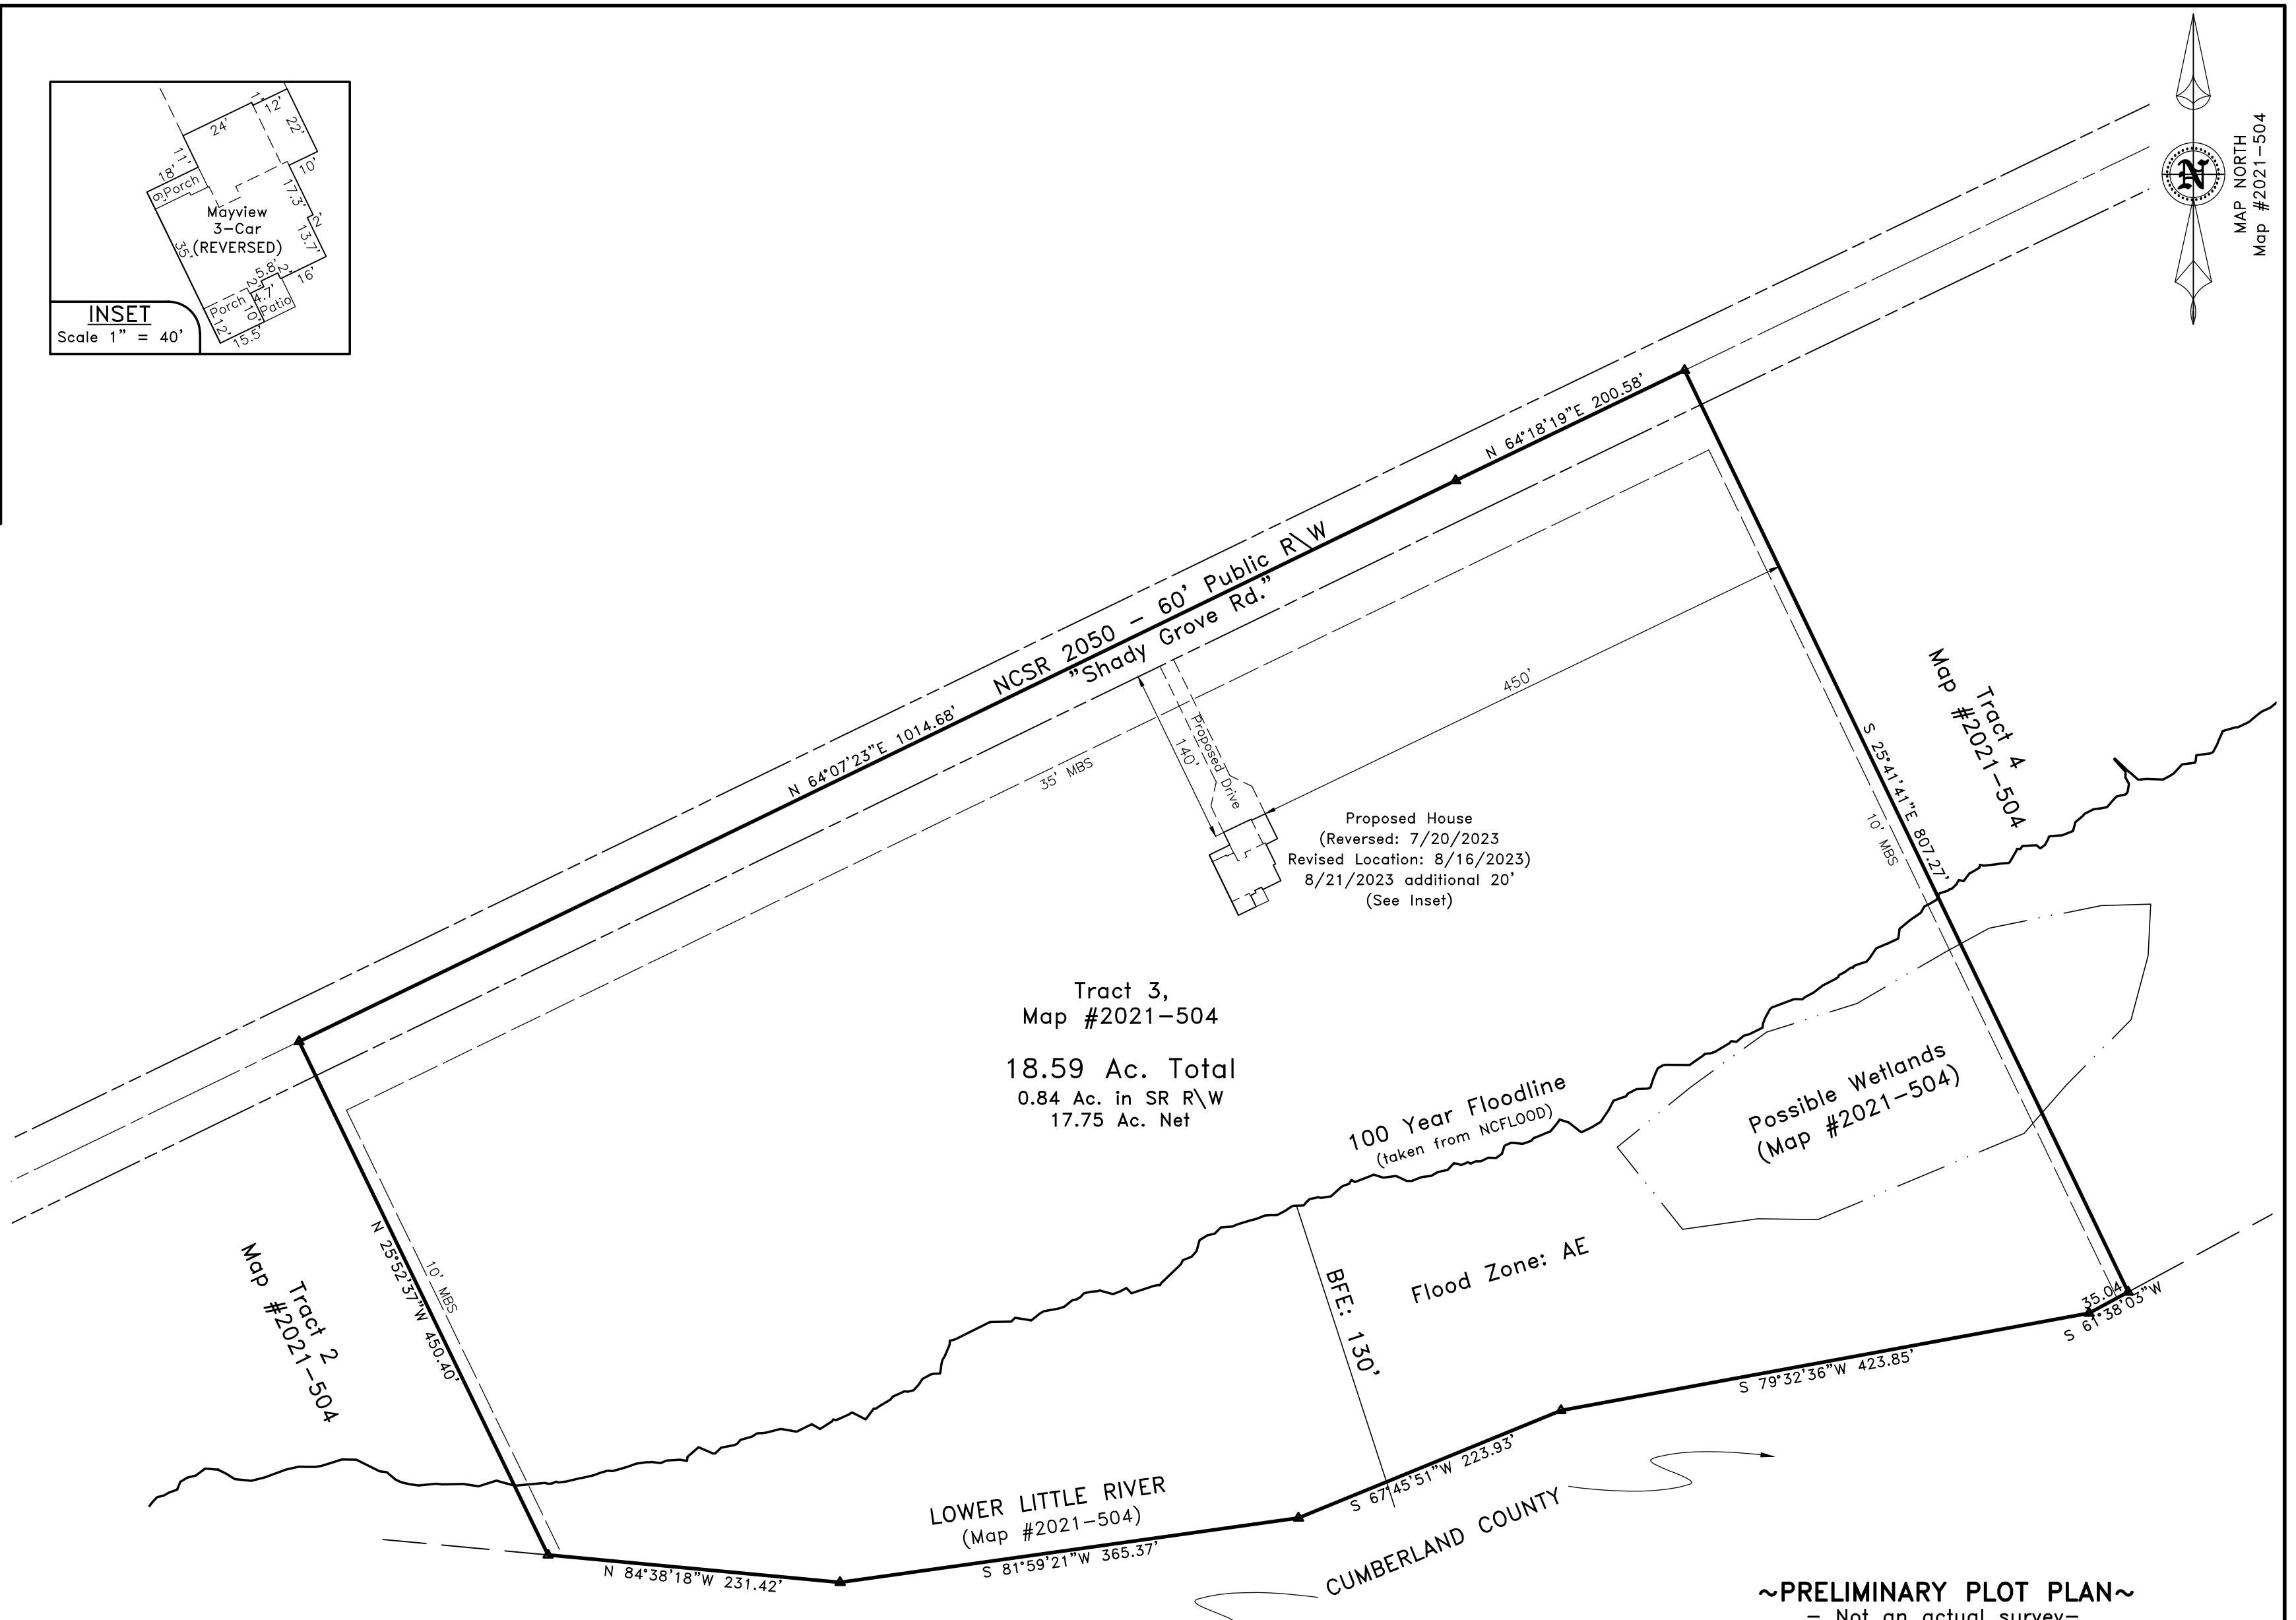 24'
1'
12'
22'
11'
10'
18'
Porch
6'
17.3'
Mayview
3-Car
(REVERSED)
2'
13.7'
35'
5.8'
2'
16'
2'
4.7'
Porch
10'
Patio
12'
15.5'
INSET
Scale 1" = 40'
N
MAP NORTH
Map #2021-504
N 64°18'19"E 200.58'
NCSR 2050 - 60' Public R\W
"Shady Grove Rd."
N 64°07'23"E 1014.68'
35' MBS
450'
140'
Proposed Drive
Proposed House
(Reversed: 7/20/2023
Revised Location: 8/16/2023)
8/21/2023 additional 20'
(See Inset)
S 25°41'41"E 807.27'
10' MBS
Tract 4
Map #2021-504
Tract 3,
Map #2021-504
18.59 Ac. Total
0.84 Ac. in SR R\W
17.75 Ac. Net
100 Year Floodline
(taken from NCFLOOD)
Possible Wetlands
(Map #2021-504)
Flood Zone: AE
BFE: 130'
N 25°52'37"W 450.40'
10' MBS
Tract 2
Map #2021-504
35.04'
S 61°38'03"W
S 79°32'36"W 423.85'
S 67°45'51"W 223.93'
LOWER LITTLE RIVER
(Map #2021-504)
S 81°59'21"W 365.37'
N 84°38'18"W 231.42'
CUMBERLAND COUNTY
~PRELIMINARY PLOT PLAN~
- Not an actual survey-